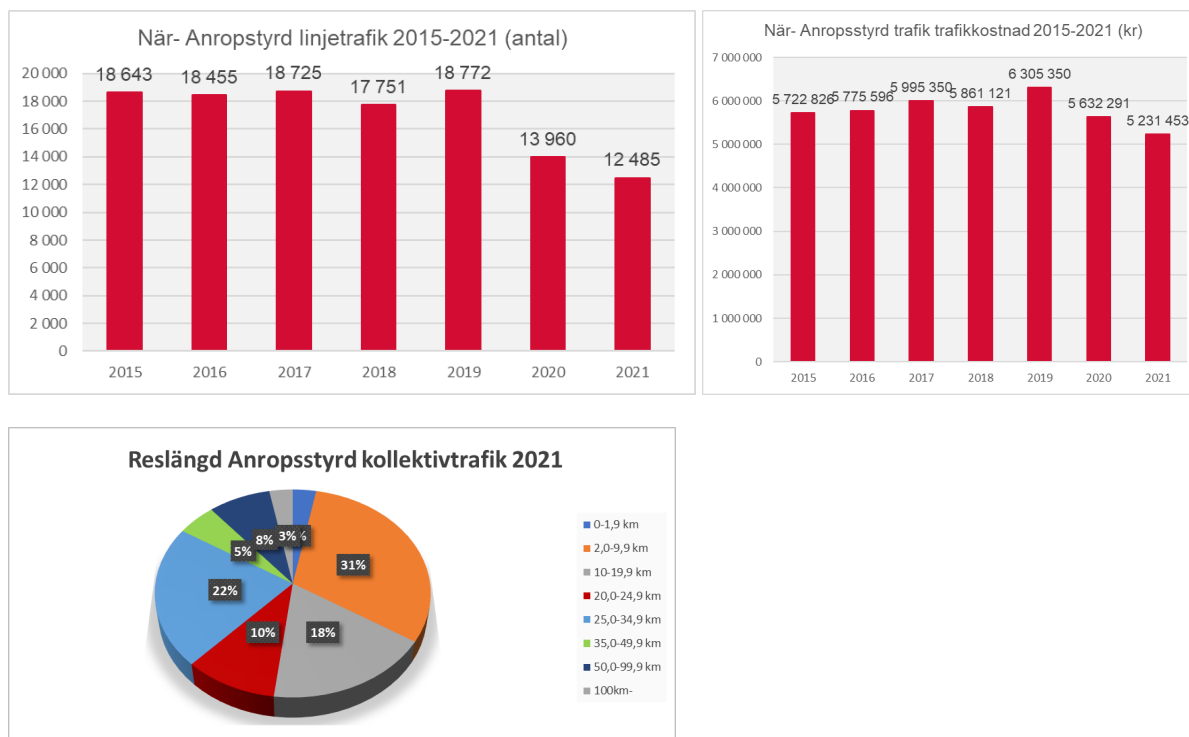 När- Anropstyrd linjetrafik 2015-2021 (antal)
20 000
18 000
16 000
14 000
12 000
10 000
8 000
6 000
4 000
2 000
0
18 643
18 455
18 725
17 751
18 772
13 960
12 485
2015
2016
2017
2018
2019
2020
2021
När- Anropsstyrd trafik trafikkostnad 2015-2021 (kr)
7 000 000
6 000 000
5 000 000
4 000 000
3 000 000
2 000 000
1 000 000
0
5 722 826
5 775 596
5 995 350
5 861 121
6 305 350
5 632 291
5 231 453
2015
2016
2017
2018
2019
2020
2021
Reslängd Anropsstyrd kollektivtrafik 2021
31%
18%
10%
22%
5%
8%
3%
0-1,9 km
2,0-9,9 km
10-19,9 km
20,0-24,9 km
25,0-34,9 km
35,0-49,9 km
50,0-99,9 km
100km-